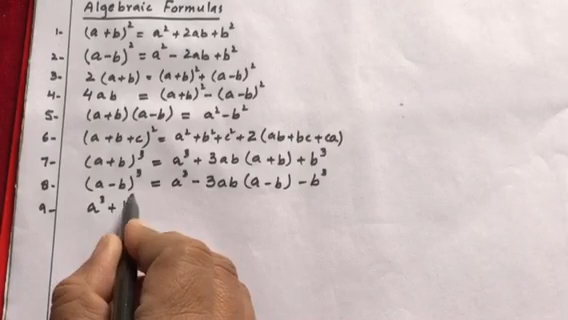 Algebraic Formulas
1- (a+b)² = a²+2ab+b²
2- (a-b)² = a²-2ab+b²
3- 2(a+b) = (a+b)²+(a-b)²
4- 4ab = (a+b)²-(a-b)²
5- (a+b)(a-b) = a²-b²
6- (a+b+c)² = a²+b²+c²+2(ab+bc+ca)
7- (a+b)³ = a³+3ab(a+b)+b³
8- (a-b)³ = a³-3ab(a-b)-b³
9- a³+